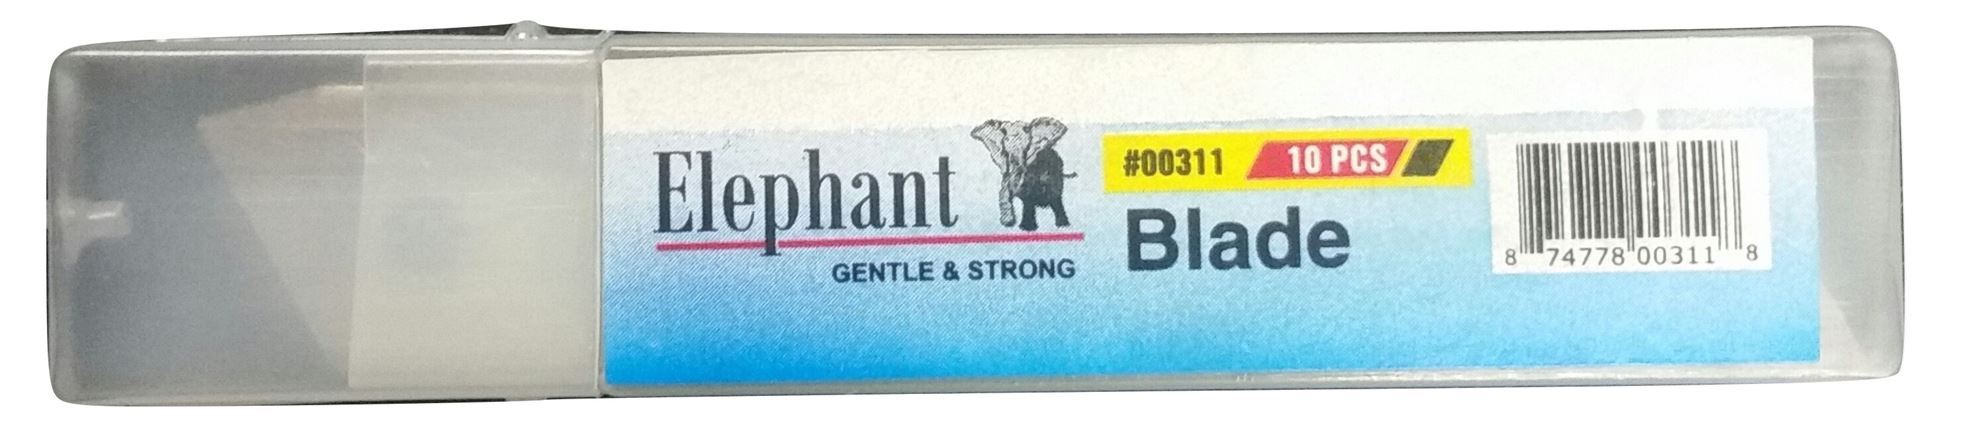 Elephant
GENTLE & STRONG
#00311 10 PCS
Blade
8 74778 00311 8